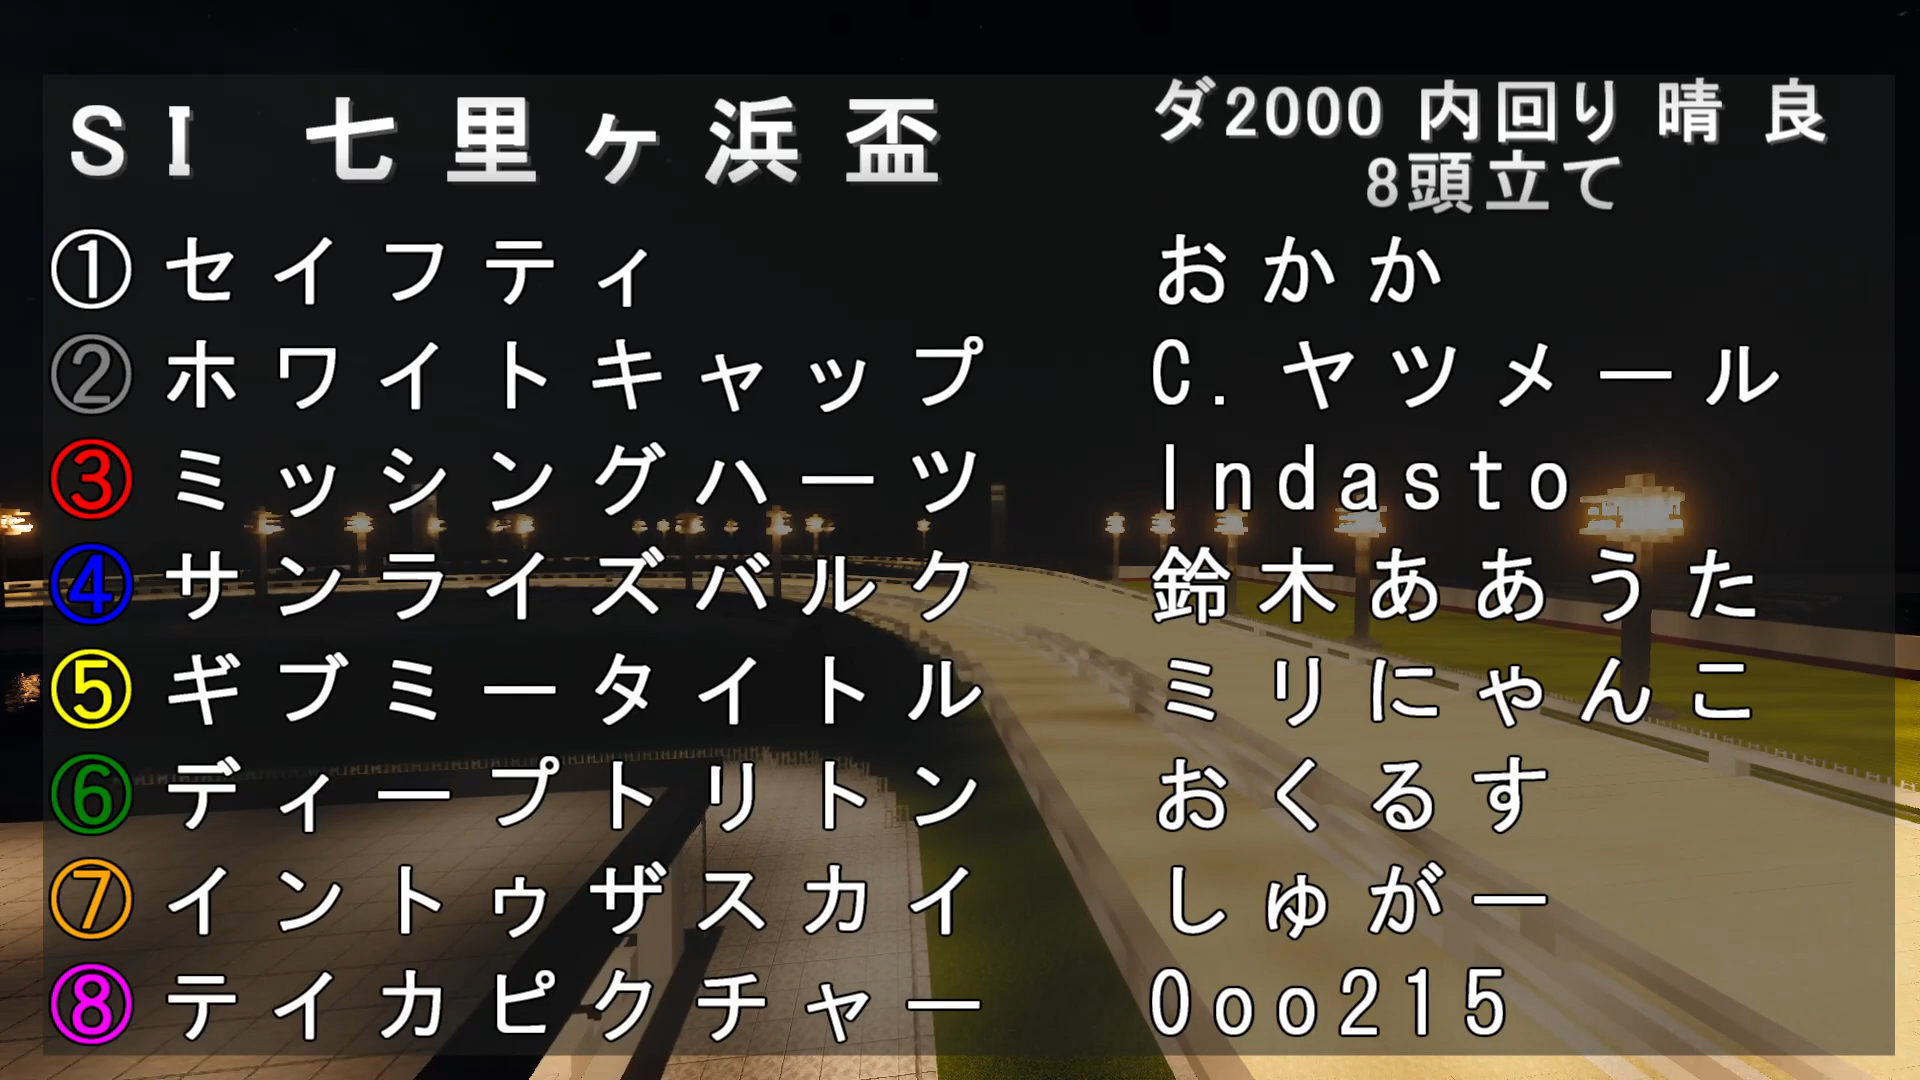 SI 七里ヶ浜盃
ダ2000 内回り 晴 良
8頭立て
① セイフティ おかか
② ホワイトキャップ C.ヤツメール
③ ミッシングハーツ Indasto
④ サンライズバルク 鈴木ああうた
⑤ ギブミータイトル ミリにゃんこ
⑥ ディープトリトン おくるす
⑦ イントゥザスカイ しゅがー
⑧ テイカピクチャー Ooo215